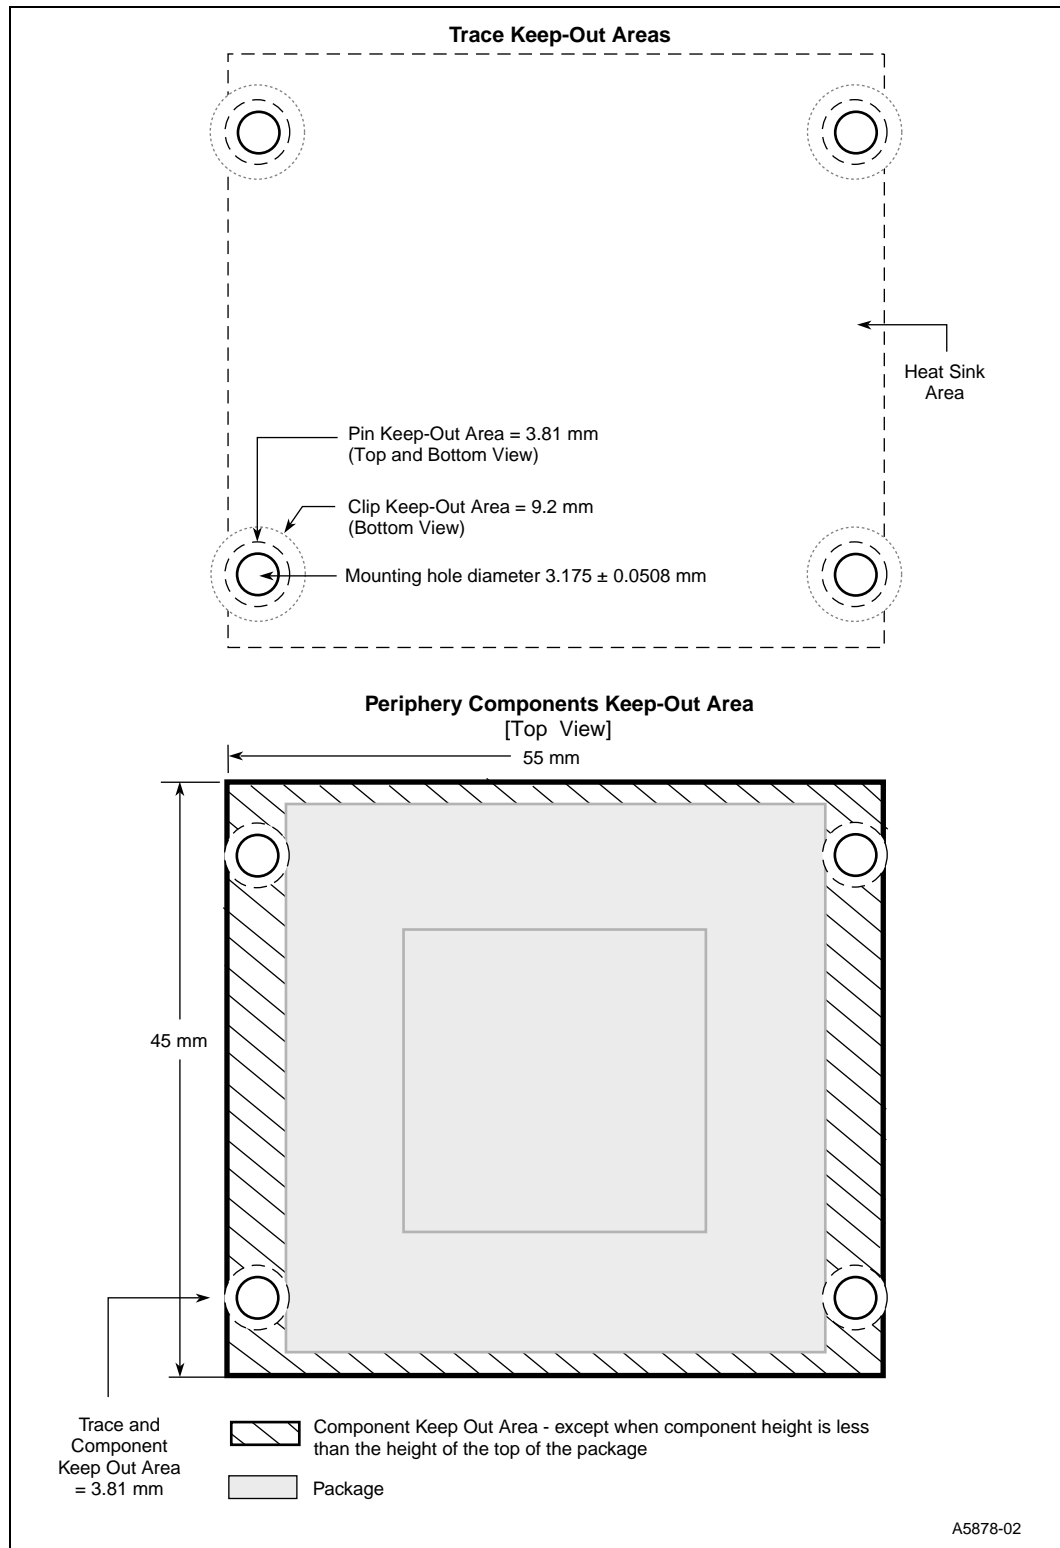 Trace Keep-Out Areas
Heat Sink
Area
Pin Keep-Out Area = 3.81 mm
(Top and Bottom View)
Clip Keep-Out Area = 9.2 mm
(Bottom View)
Mounting hole diameter 3.175 ± 0.0508 mm
Periphery Components Keep-Out Area
[Top View]
55 mm
45 mm
Trace and
Component
Keep Out Area
= 3.81 mm
Component Keep Out Area - except when component height is less
than the height of the top of the package
Package
A5878-02